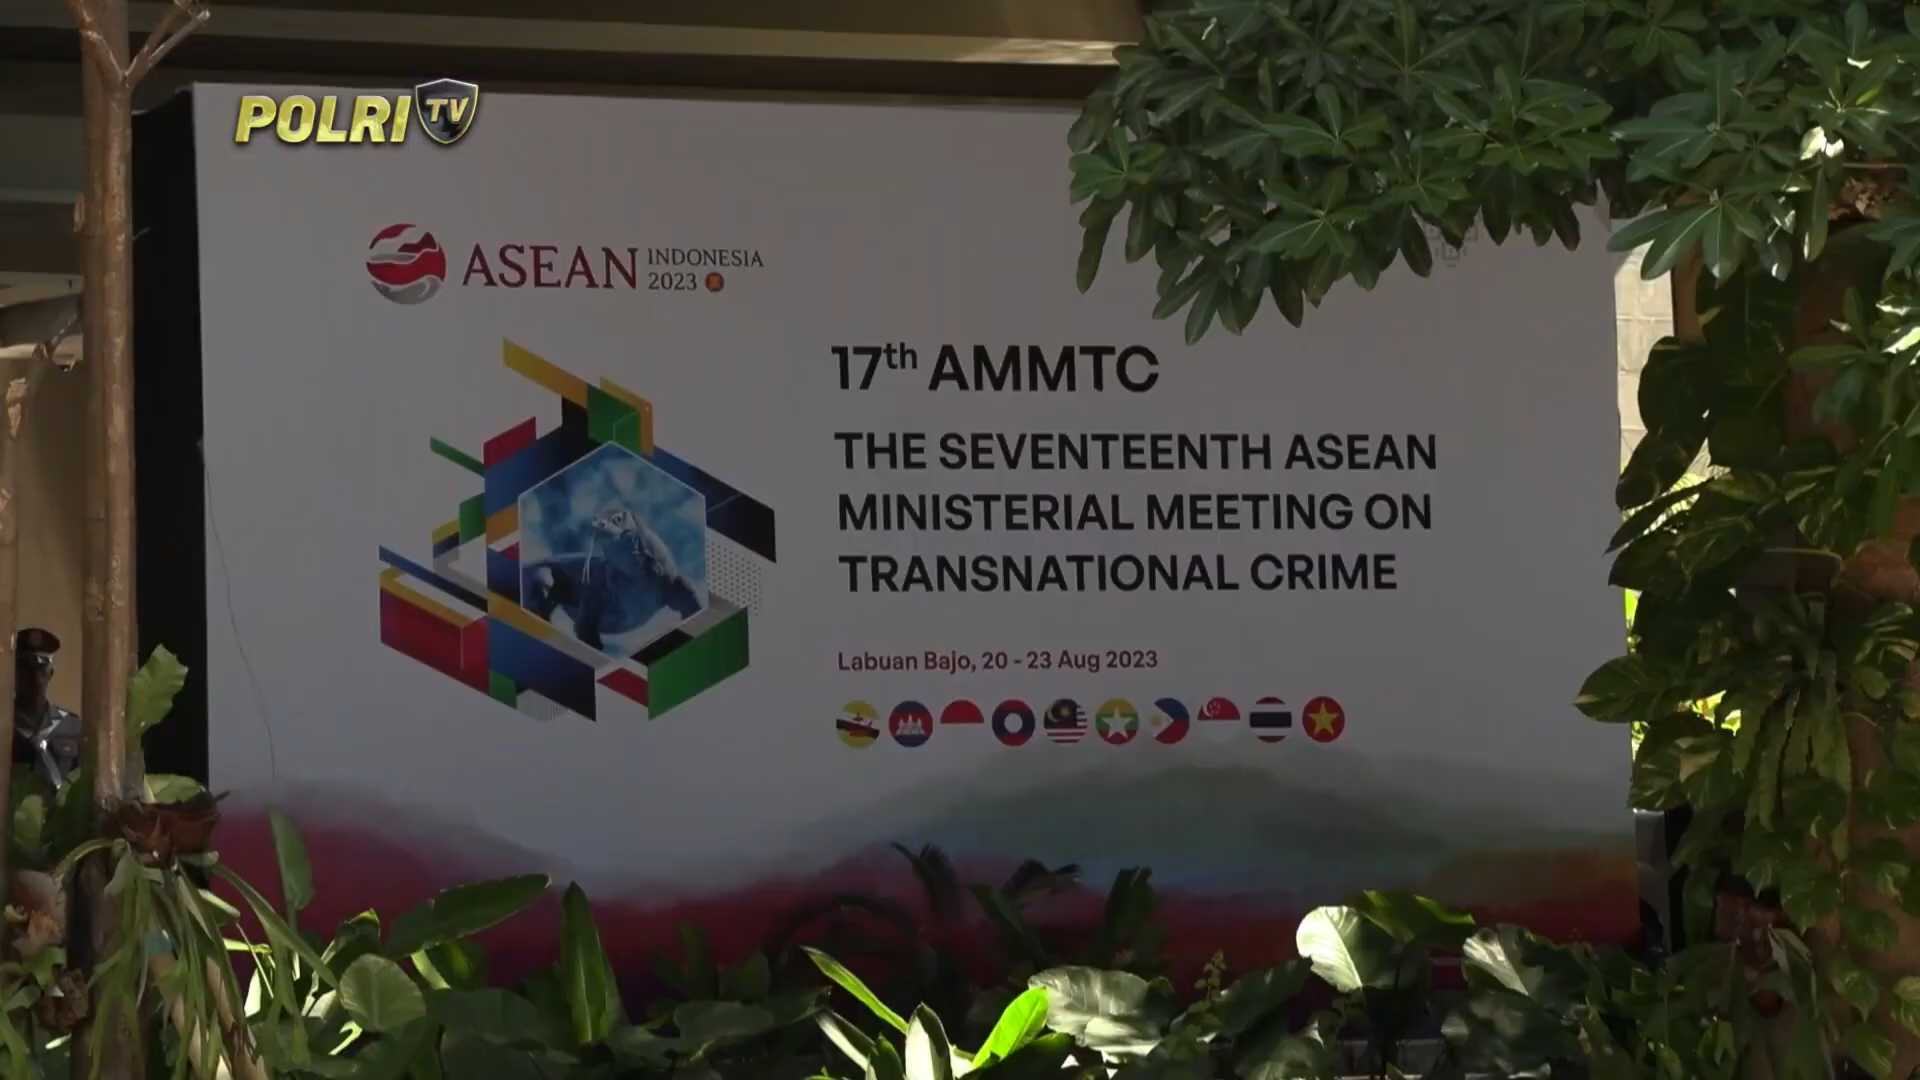 POLRI TV
ASEAN INDONESIA 2023
17th AMMTC
THE SEVENTEENTH ASEAN
MINISTERIAL MEETING ON
TRANSNATIONAL CRIME
Labuan Bajo, 20 - 23 Aug 2023